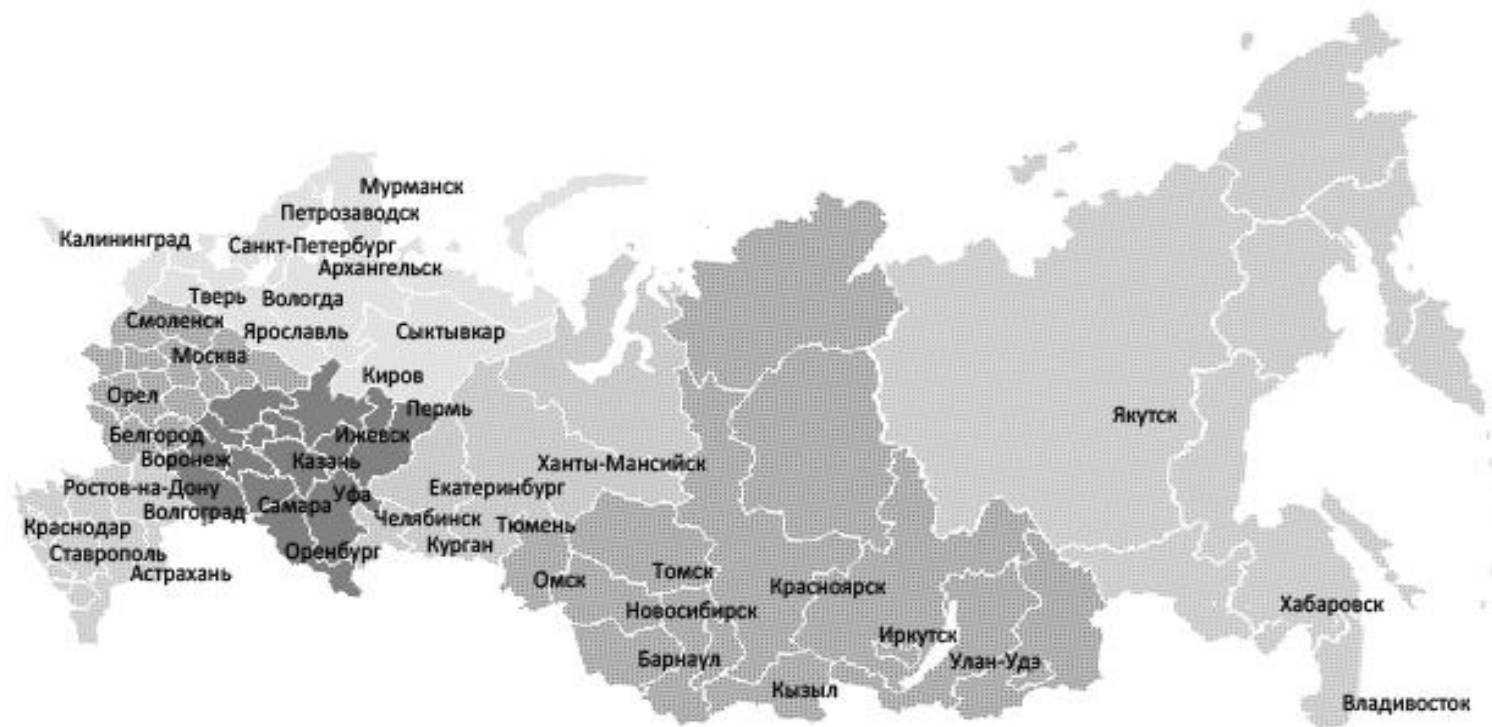 Мурманск
Петрозаводск
Калининград
Санкт-Петербург
Архангельск
Тверь
Вологда
Смоленск
Ярославль
Сыктывкар
Москва
Киров
Орел
Пермь
Якутск
Белгород
Ижевск
Воронеж
Казань
Ханты-Мансийск
Ростов-на-Дону
Екатеринбург
Уфа
Самара
Волгоград
Челябинск
Краснодар
Тюмень
Курган
Ставрополь
Оренбург
Астрахань
Томск
Омск
Красноярск
Новосибирск
Хабаровск
Иркутск
Барнаул
Улан-Удэ
Кызыл
Владивосток